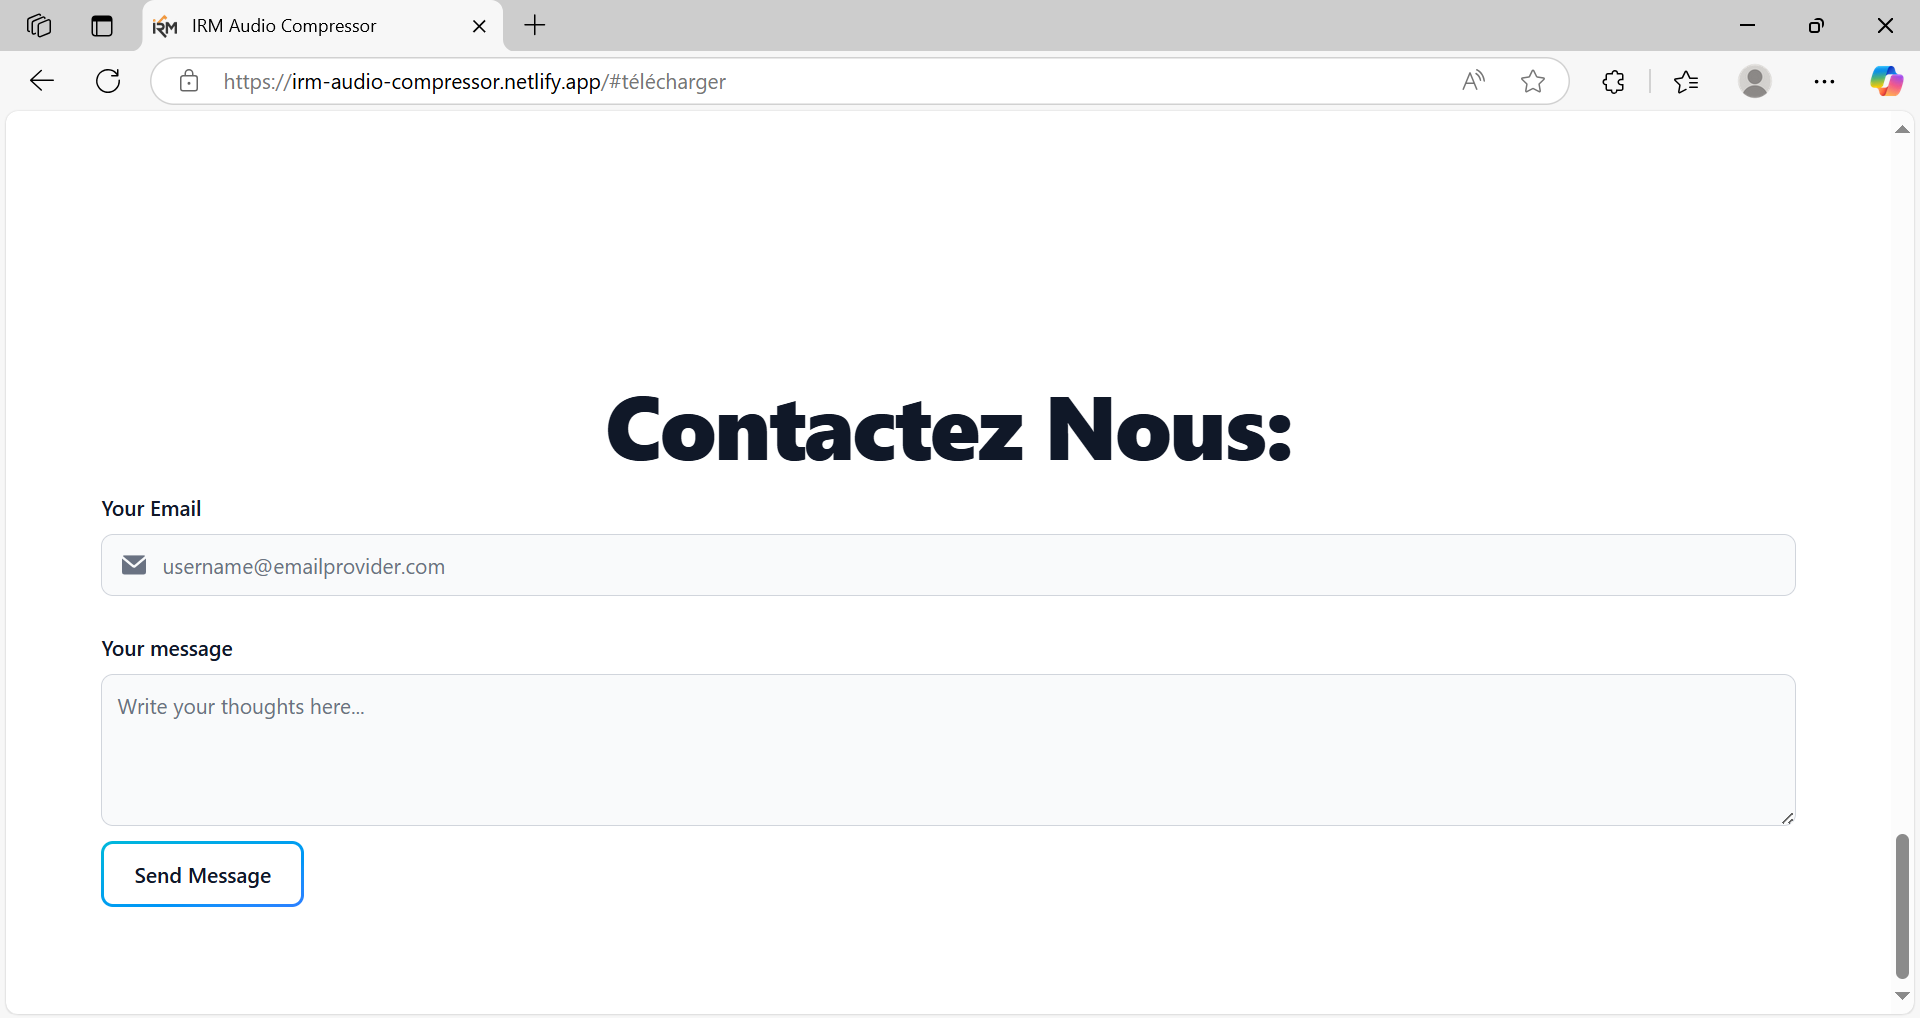 IRM IRM Audio Compressor
https://irm-audio-compressor.netlify.app/#télécharger
Contactez Nous:
Your Email
username@emailprovider.com
Your message
Write your thoughts here...
Send Message